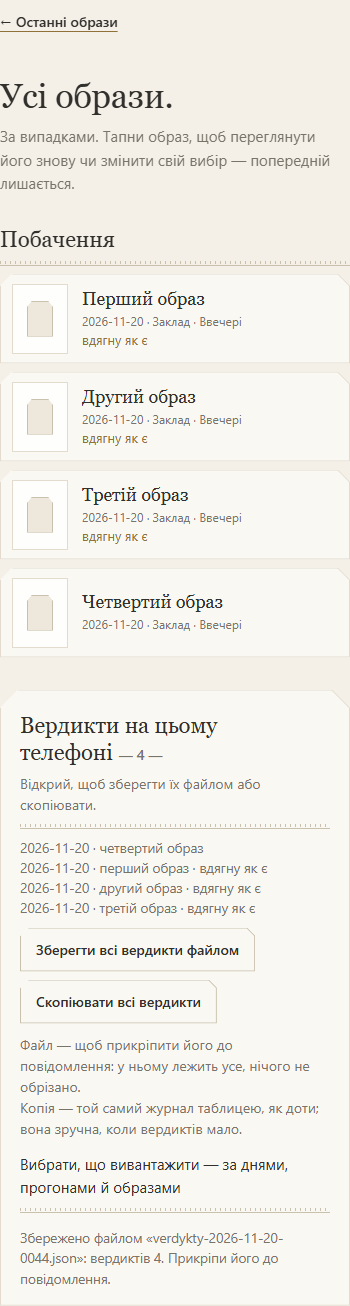 ← Останні образи
Усі образи.
За випадками. Тапни образ, щоб переглянути
його знову чи змінити свій вибір — попередній
лишається.
Побачення
Перший образ
2026-11-20 · Заклад · Ввечері
вдягну як є
Другий образ
2026-11-20 · Заклад · Ввечері
вдягну як є
Третій образ
2026-11-20 · Заклад · Ввечері
вдягну як є
Четвертий образ
2026-11-20 · Заклад · Ввечері
Вердикти на цьому
телефоні — 4 —
Відкрий, щоб зберегти їх файлом або
скопіювати.
2026-11-20 · четвертий образ
2026-11-20 · перший образ · вдягну як є
2026-11-20 · другий образ · вдягну як є
2026-11-20 · третій образ · вдягну як є
Зберегти всі вердикти файлом
Скопіювати всі вердикти
Файл — щоб прикріпити його до
повідомлення: у ньому лежить усе, нічого не
обрізано.
Копія — той самий журнал таблицею, як доти;
вона зручна, коли вердиктів мало.
Вибрати, що вивантажити — за днями,
прогонами й образами
Збережено файлом «verdykty-2026-11-20-
0044.json»: вердиктів 4. Прикріпи його до
повідомлення.